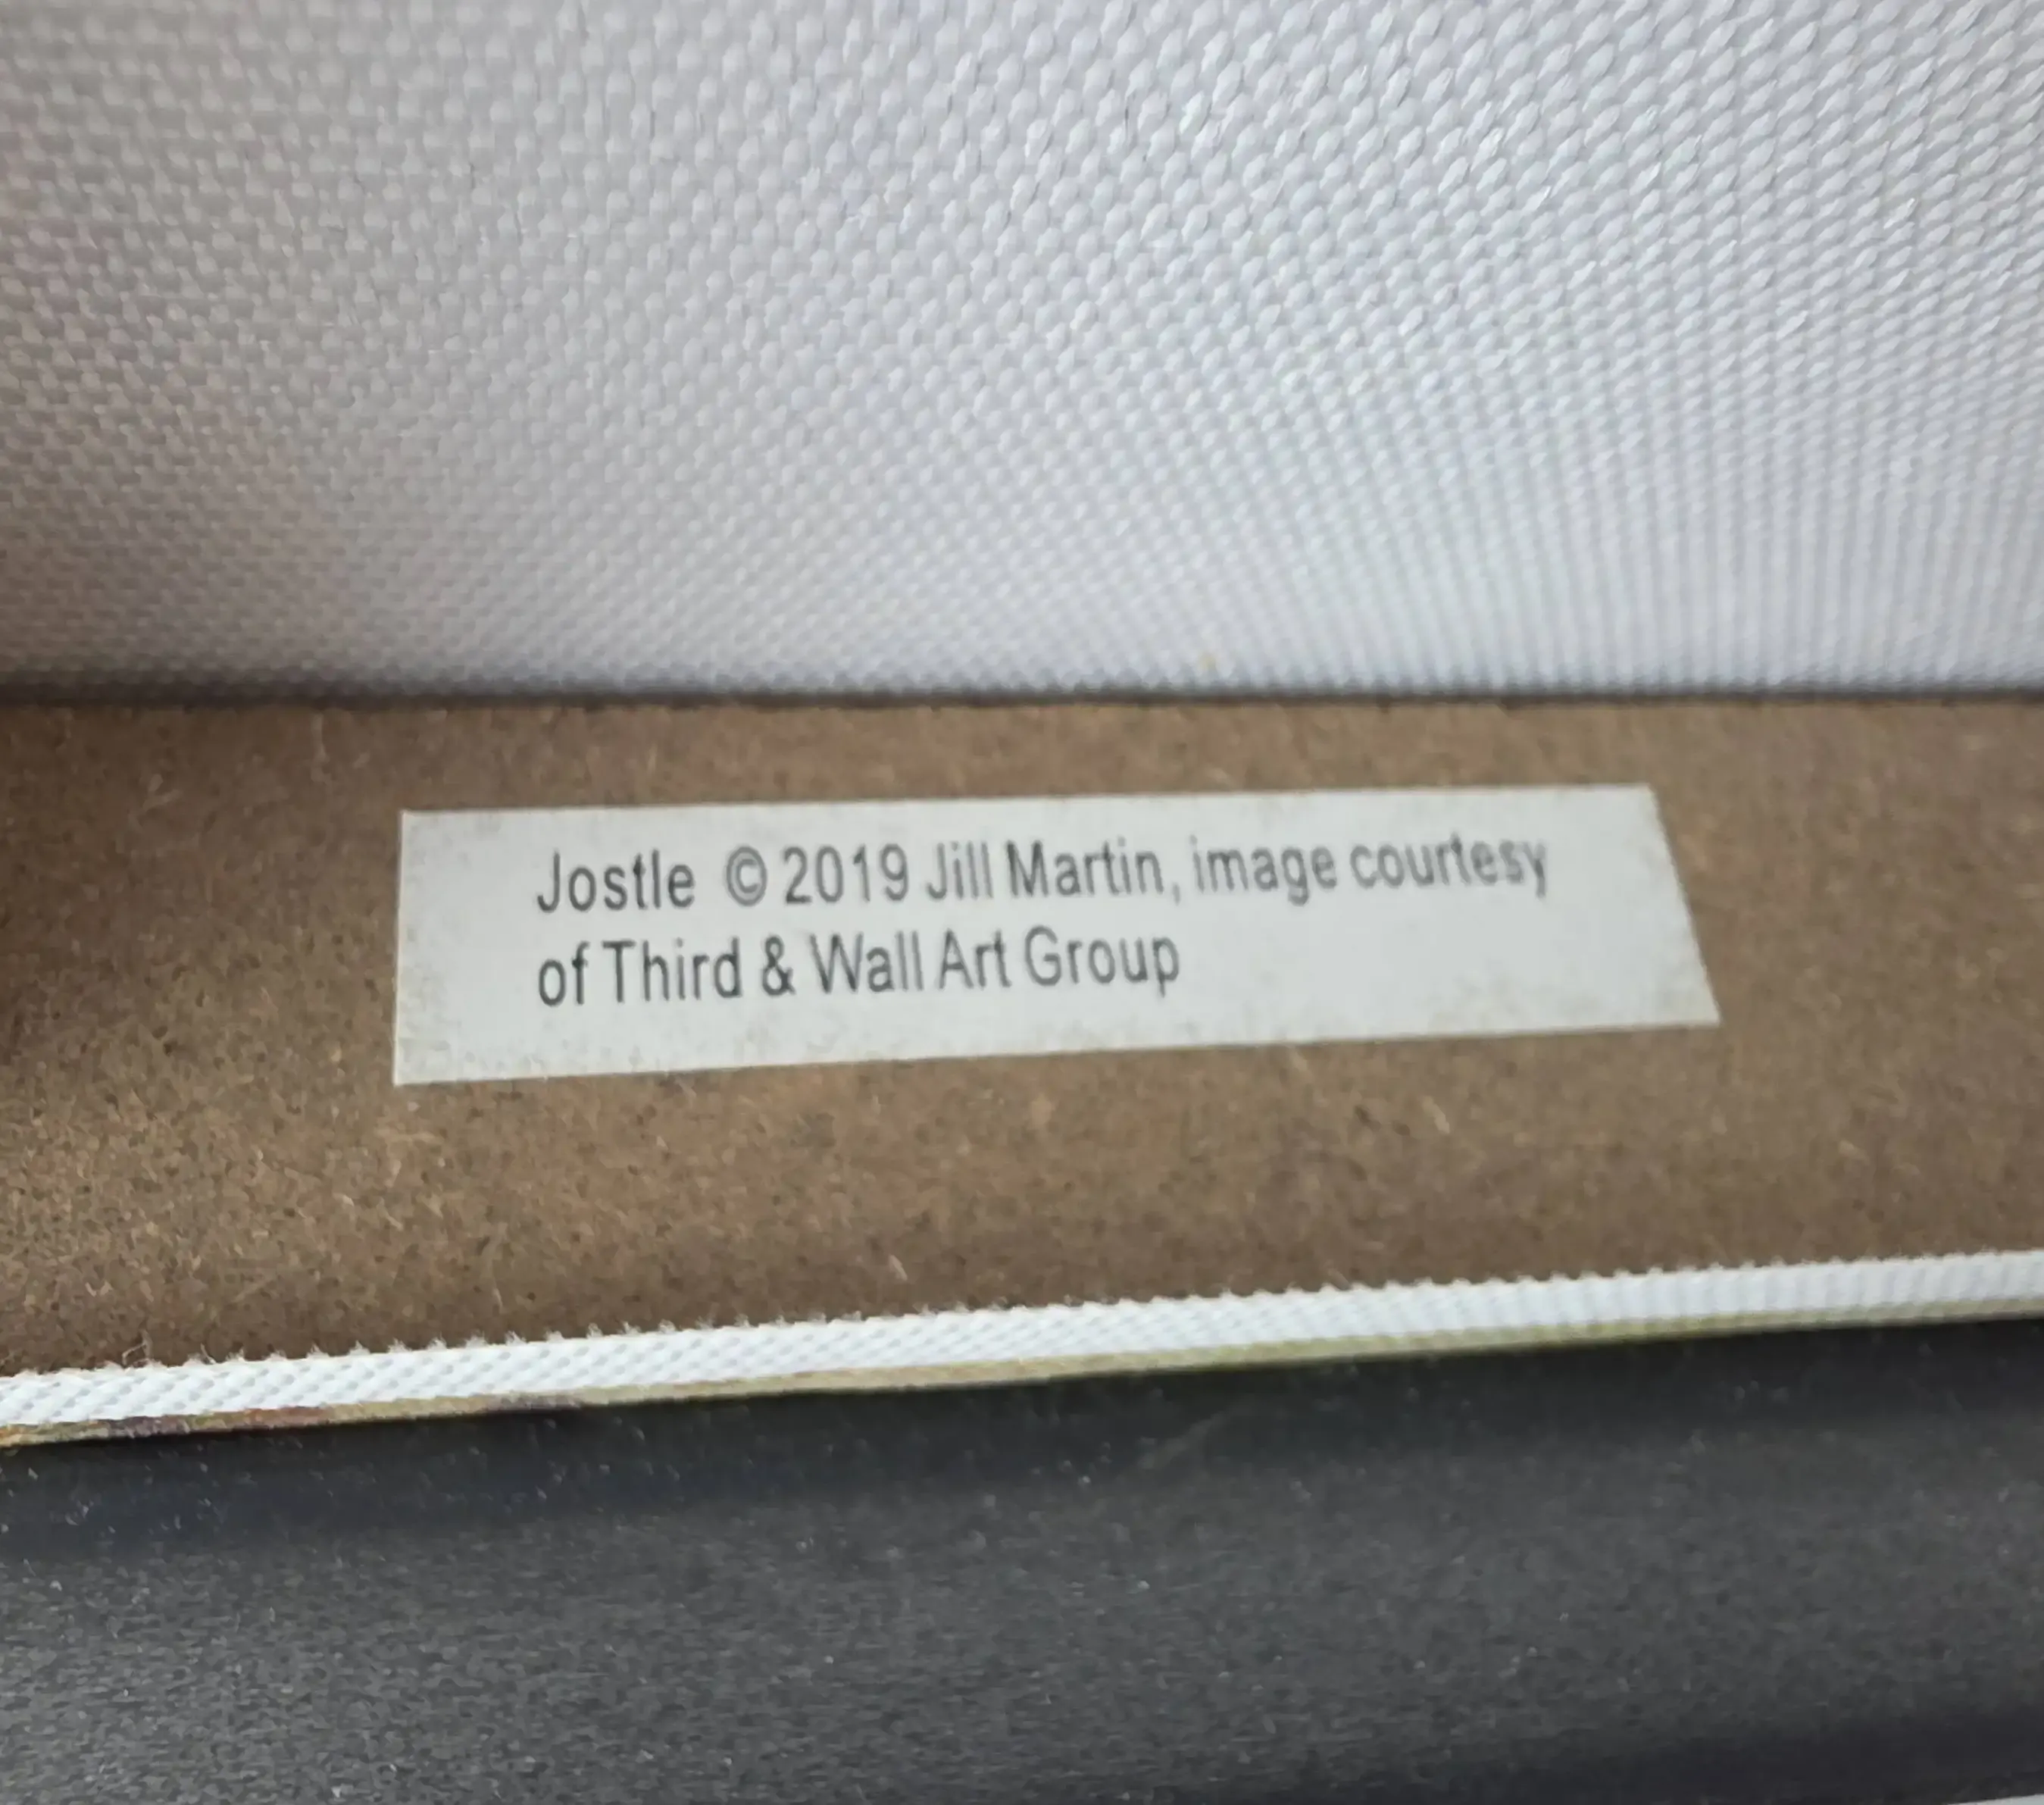 Jostle © 2019 Jill Martin, image courtesy
of Third & Wall Art Group